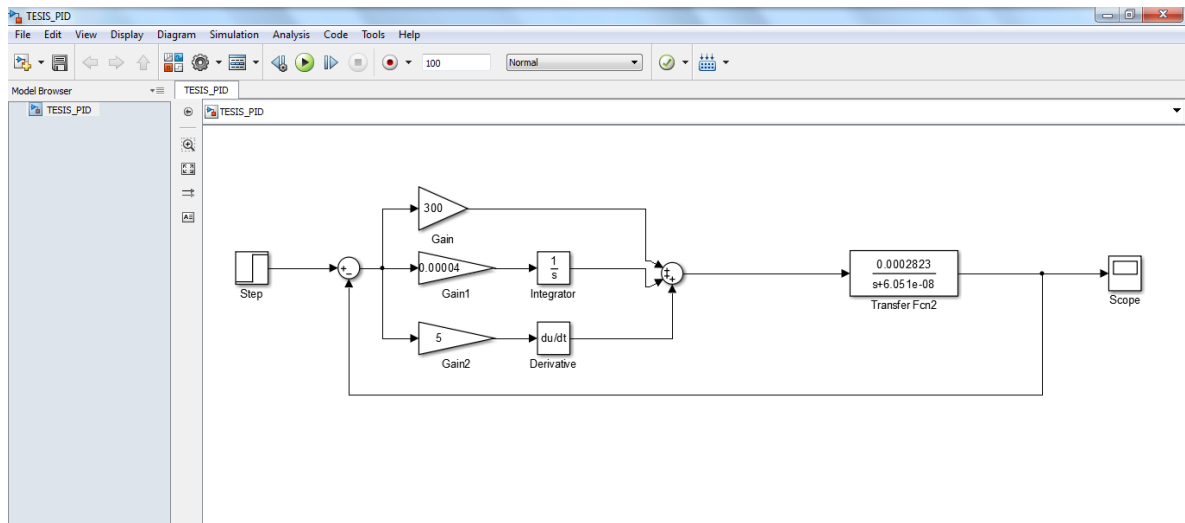 TESIS_PID
File Edit View Display Diagram Simulation Analysis Code Tools Help
100 Normal
Model Browser
TESIS_PID
TESIS_PID
TESIS_PID
300
Gain
Step
+
-
0.00004
Gain1
1
s
Integrator
+
+
+
0.0002823
s+6.051e-08
Transfer Fcn2
Scope
5
Gain2
du/dt
Derivative